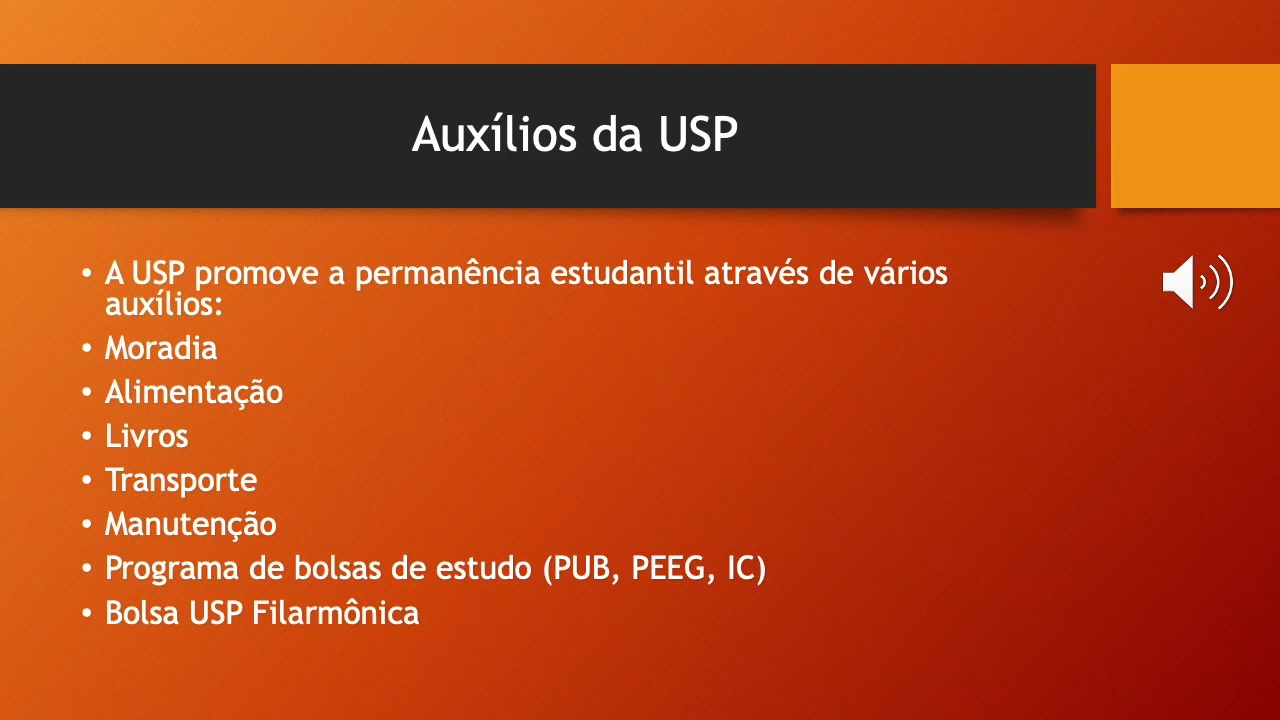 Auxílios da USP
• A USP promove a permanência estudantil através de vários
auxílios:
• Moradia
• Alimentação
• Livros
• Transporte
• Manutenção
• Programa de bolsas de estudo (PUB, PEEG, IC)
• Bolsa USP Filarmônica